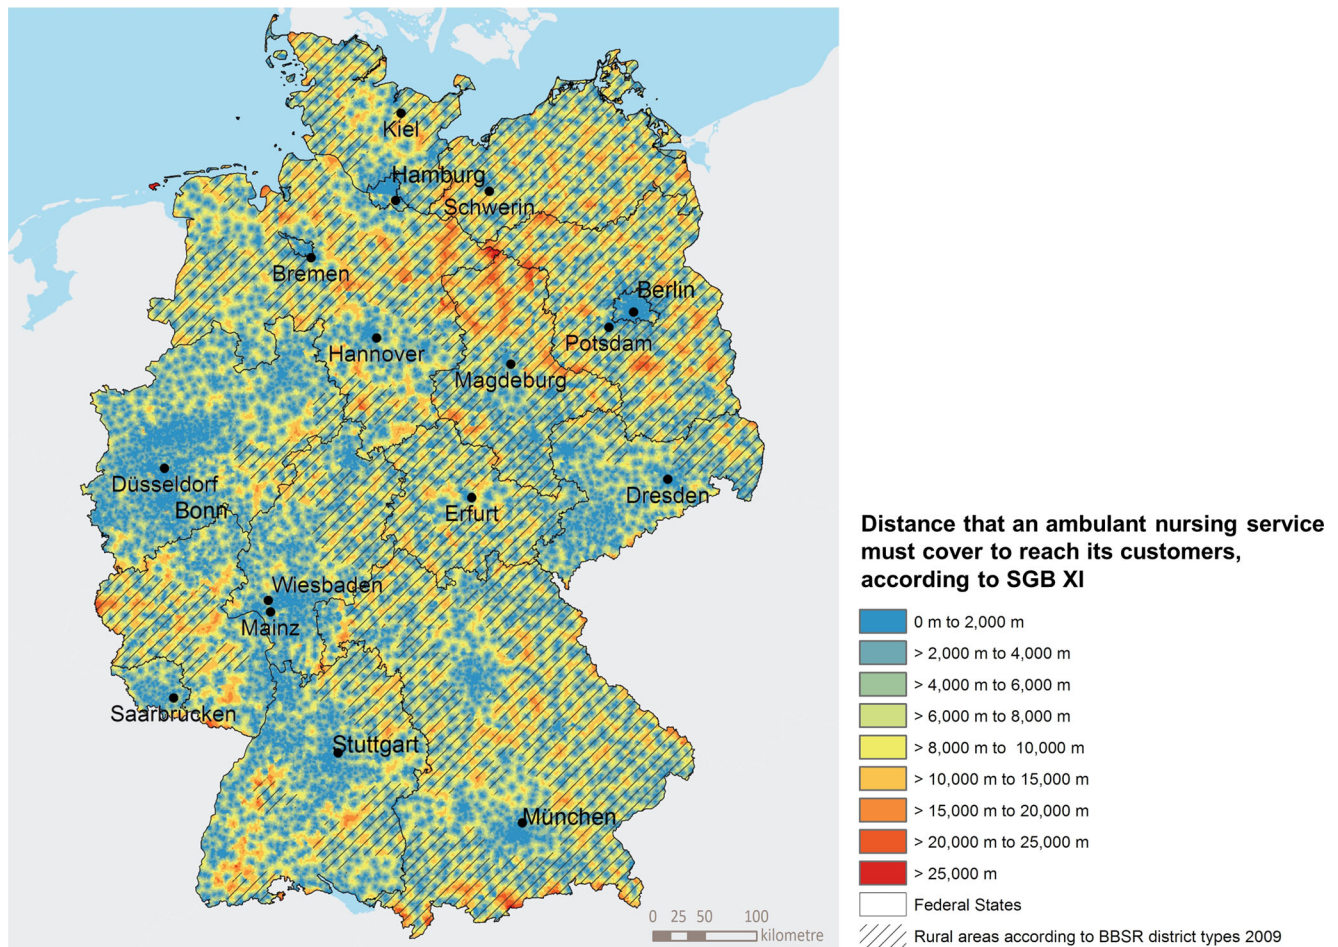 Kiel
Hamburg
Schwerin
Bremen
Berlin
Potsdam
Hannover
Magdeburg
Düsseldorf
Bonn
Erfurt
Dresden
Wiesbaden
Mainz
Saarbrücken
Stuttgart
München
0 25 50 100
kilometre
Distance that an ambulant nursing service
must cover to reach its customers,
according to SGB XI
0 m to 2,000 m
> 2,000 m to 4,000 m
> 4,000 m to 6,000 m
> 6,000 m to 8,000 m
> 8,000 m to 10,000 m
> 10,000 m to 15,000 m
> 15,000 m to 20,000 m
> 20,000 m to 25,000 m
> 25,000 m
Federal States
Rural areas according to BBSR district types 2009